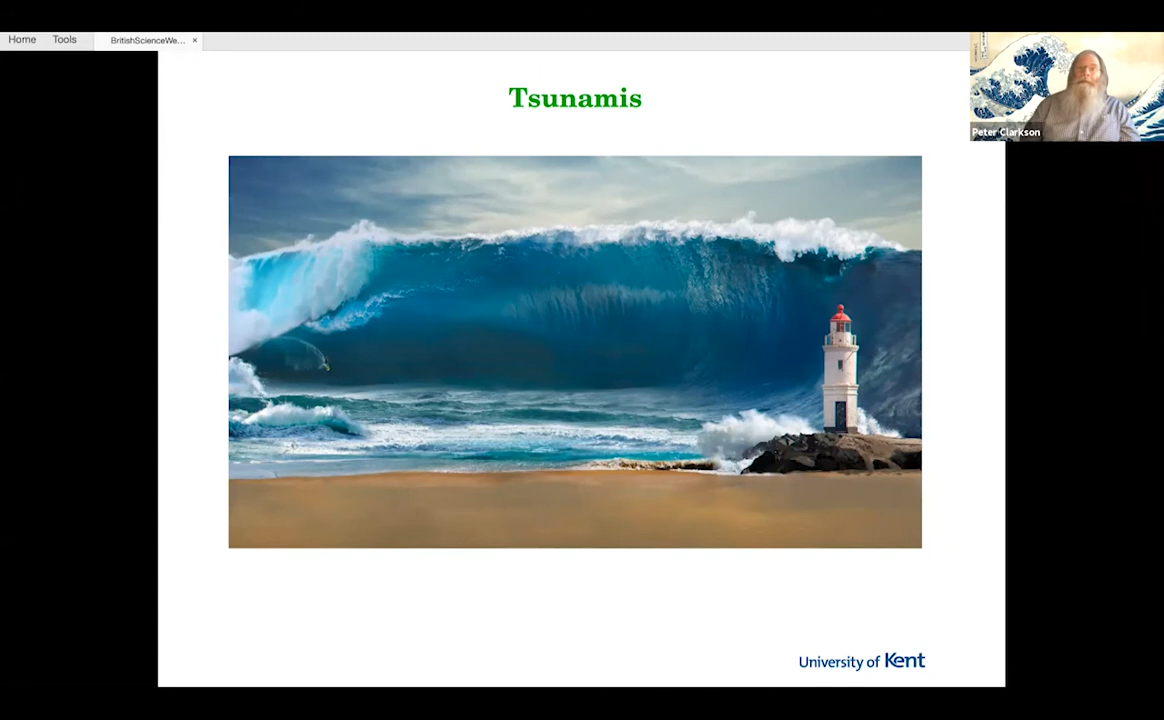 Home
Tools
BritishScienceWe...
×
Tsunamis
Peter Clarkson
University of Kent